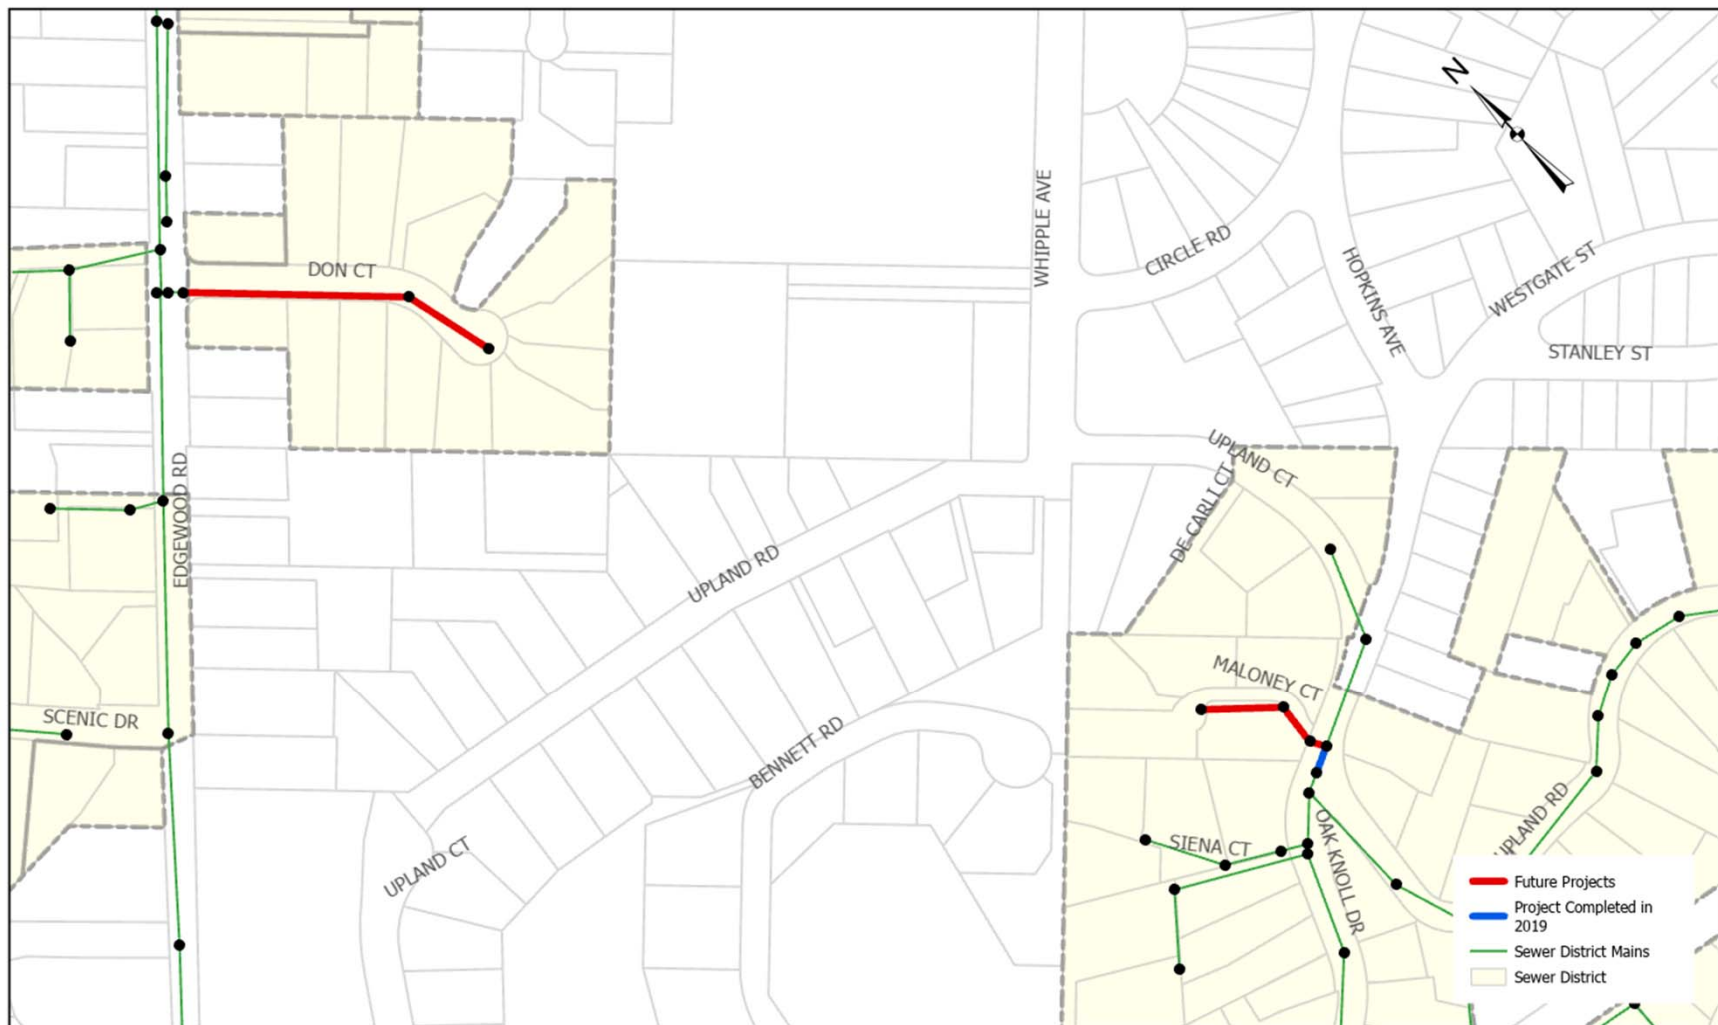 N
WHIPPLE AVE
CIRCLE RD
HOPKINS AVE
WESTGATE ST
STANLEY ST
DON CT
UPLAND CT
DE CARLI CT
EDGEWOOD RD
UPLAND RD
MALONEY CT
SCENIC DR
BENNETT RD
UPLAND CT
SIENA CT
OAK KNOLL DR
UPLAND RD
Future Projects
Project Completed in
2019
Sewer District Mains
Sewer District